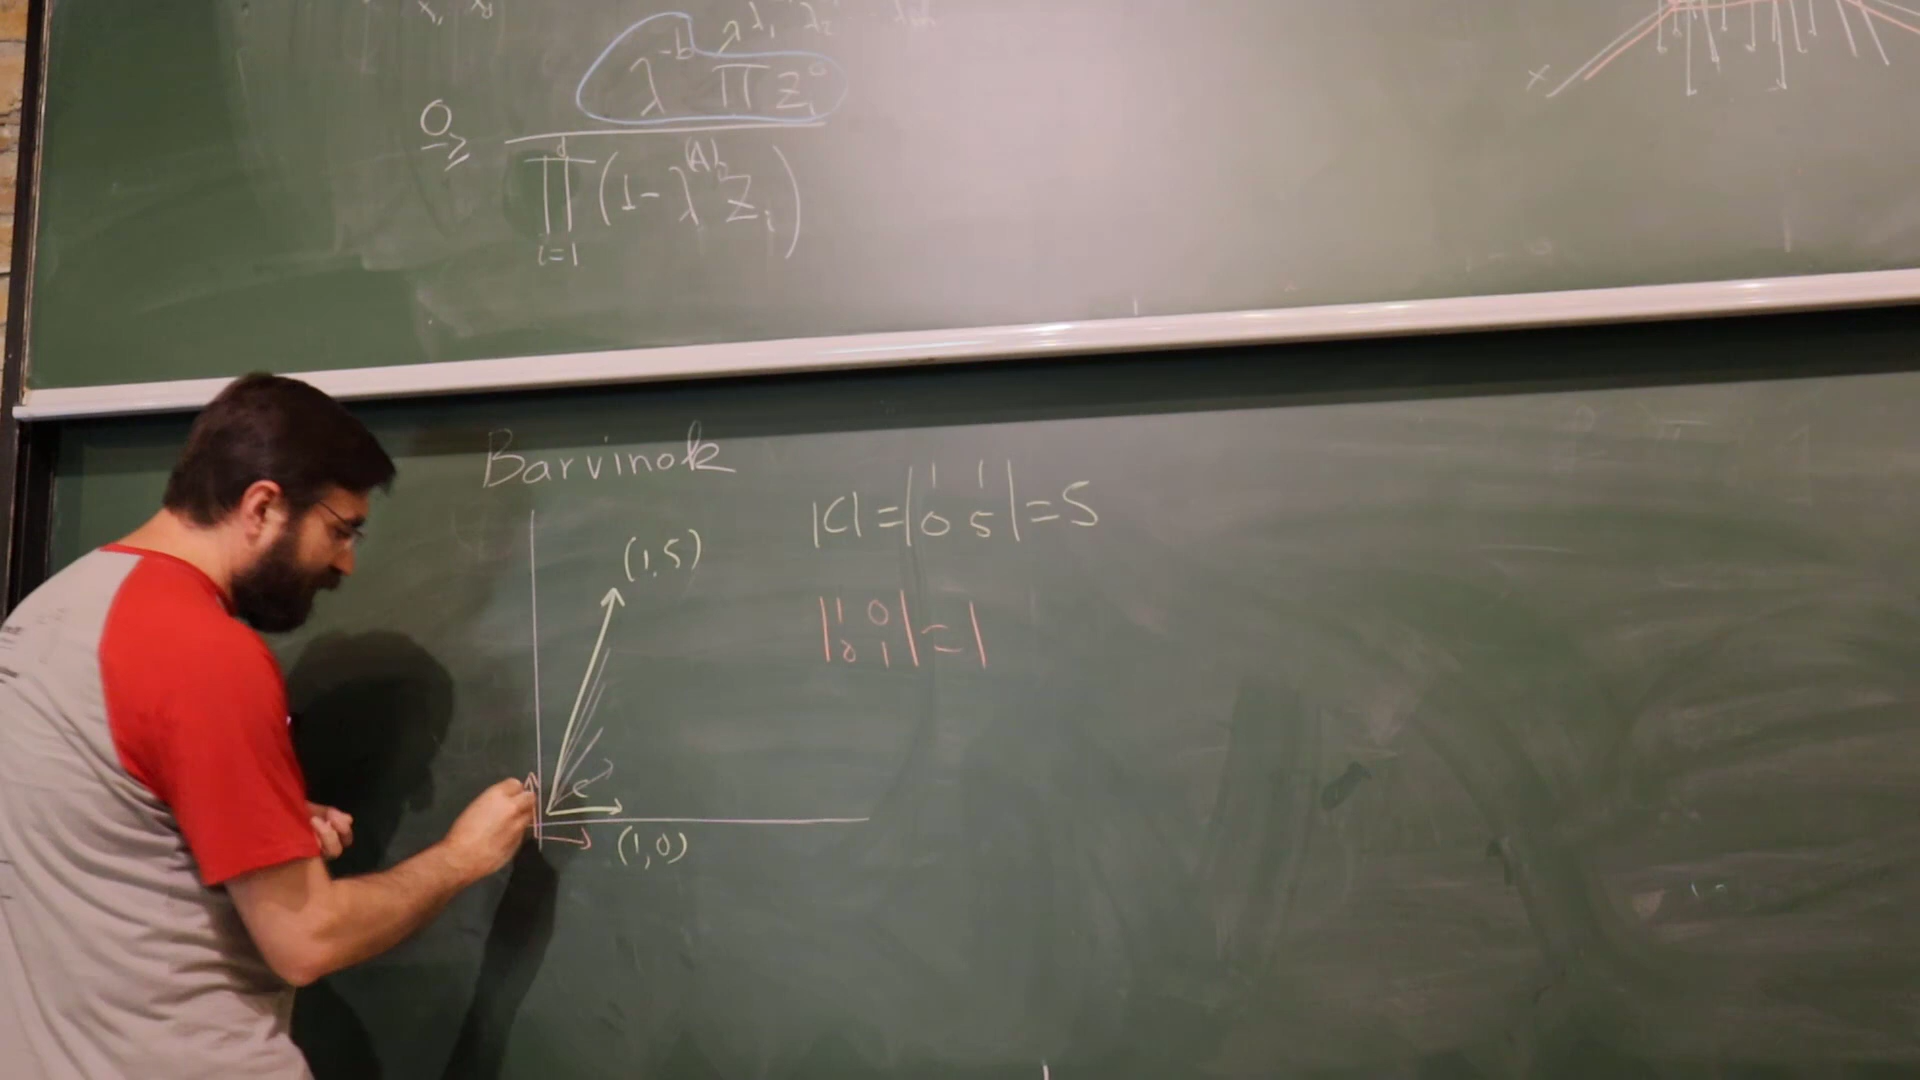 λ^{-b} Π z_i^0
Ω
≥
d
Π (1-λ^{(A)_i} z_i)
i=1
x
Barvinok
|C| = |1 1
0 5| = 5
(1,5)
|1 0
0 1| = 1
C
(1,0)